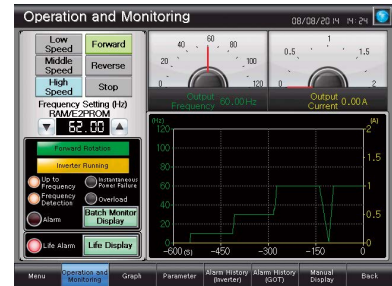 Operation and Monitoring
08/08/2014 14:24
Low Speed
Forward
Middle Speed
Reverse
High Speed
Stop
Frequency Setting (Hz)
RAM/E2PROM
62.00
Forward Rotation
Inverter Running
Up to Frequency
Instantaneous Power Failure
Frequency Detection
Overload
Alarm
Batch Monitor Display
Life Alarm
Life Display
0 20 40 60 80 100 120
Output Frequency 60.00Hz
0 0.5 1 1.5 2
Output Current 0.00A
(Hz)
(A)
120
100
80
60
40
20
0
2
1.5
1
0.5
0
-600(S) -450 -300 -150 0
Menu
Operation and Monitoring
Graph
Parameter
Alarm History (Inverter)
Alarm History (GOT)
Manual Display
Back